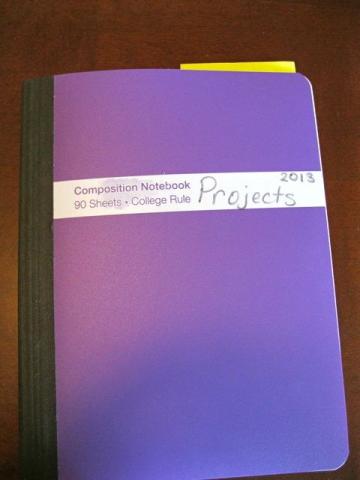 2013
Composition Notebook Projects
90 Sheets • College Rule